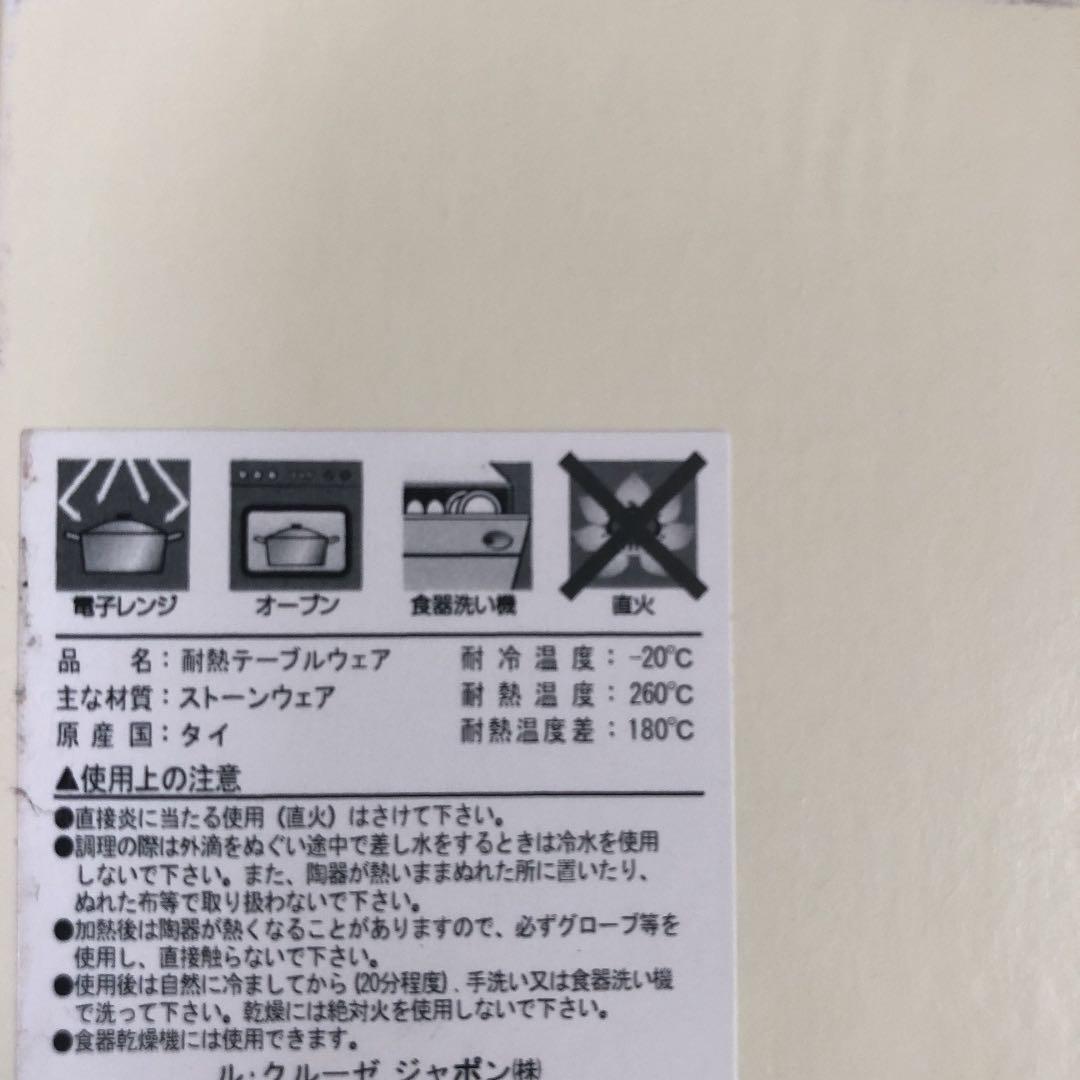 電子レンジ オーブン 食器洗い機 直火
品 名：耐熱テーブルウェア 耐冷温度：-20℃
主な材質：ストーンウェア 耐熱温度：260℃
原産国：タイ 耐熱温度差：180℃
▲使用上の注意
●直接炎に当たる使用（直火）はさけて下さい。
●調理の際は外滴をぬぐい途中で差し水をするときは冷水を使用
しないで下さい。また、陶器が熱いままぬれた所に置いたり、
ぬれた布等で取り扱わないで下さい。
●加熱後は陶器が熱くなることがありますので、必ずグローブ等を
使用し、直接触らないで下さい。
●使用後は自然に冷ましてから(20分程度)、手洗い又は食器洗い機
で洗って下さい。乾燥には絶対火を使用しないで下さい。
●食器乾燥機には使用できます。
ル・クルーゼ ジャポン㈱